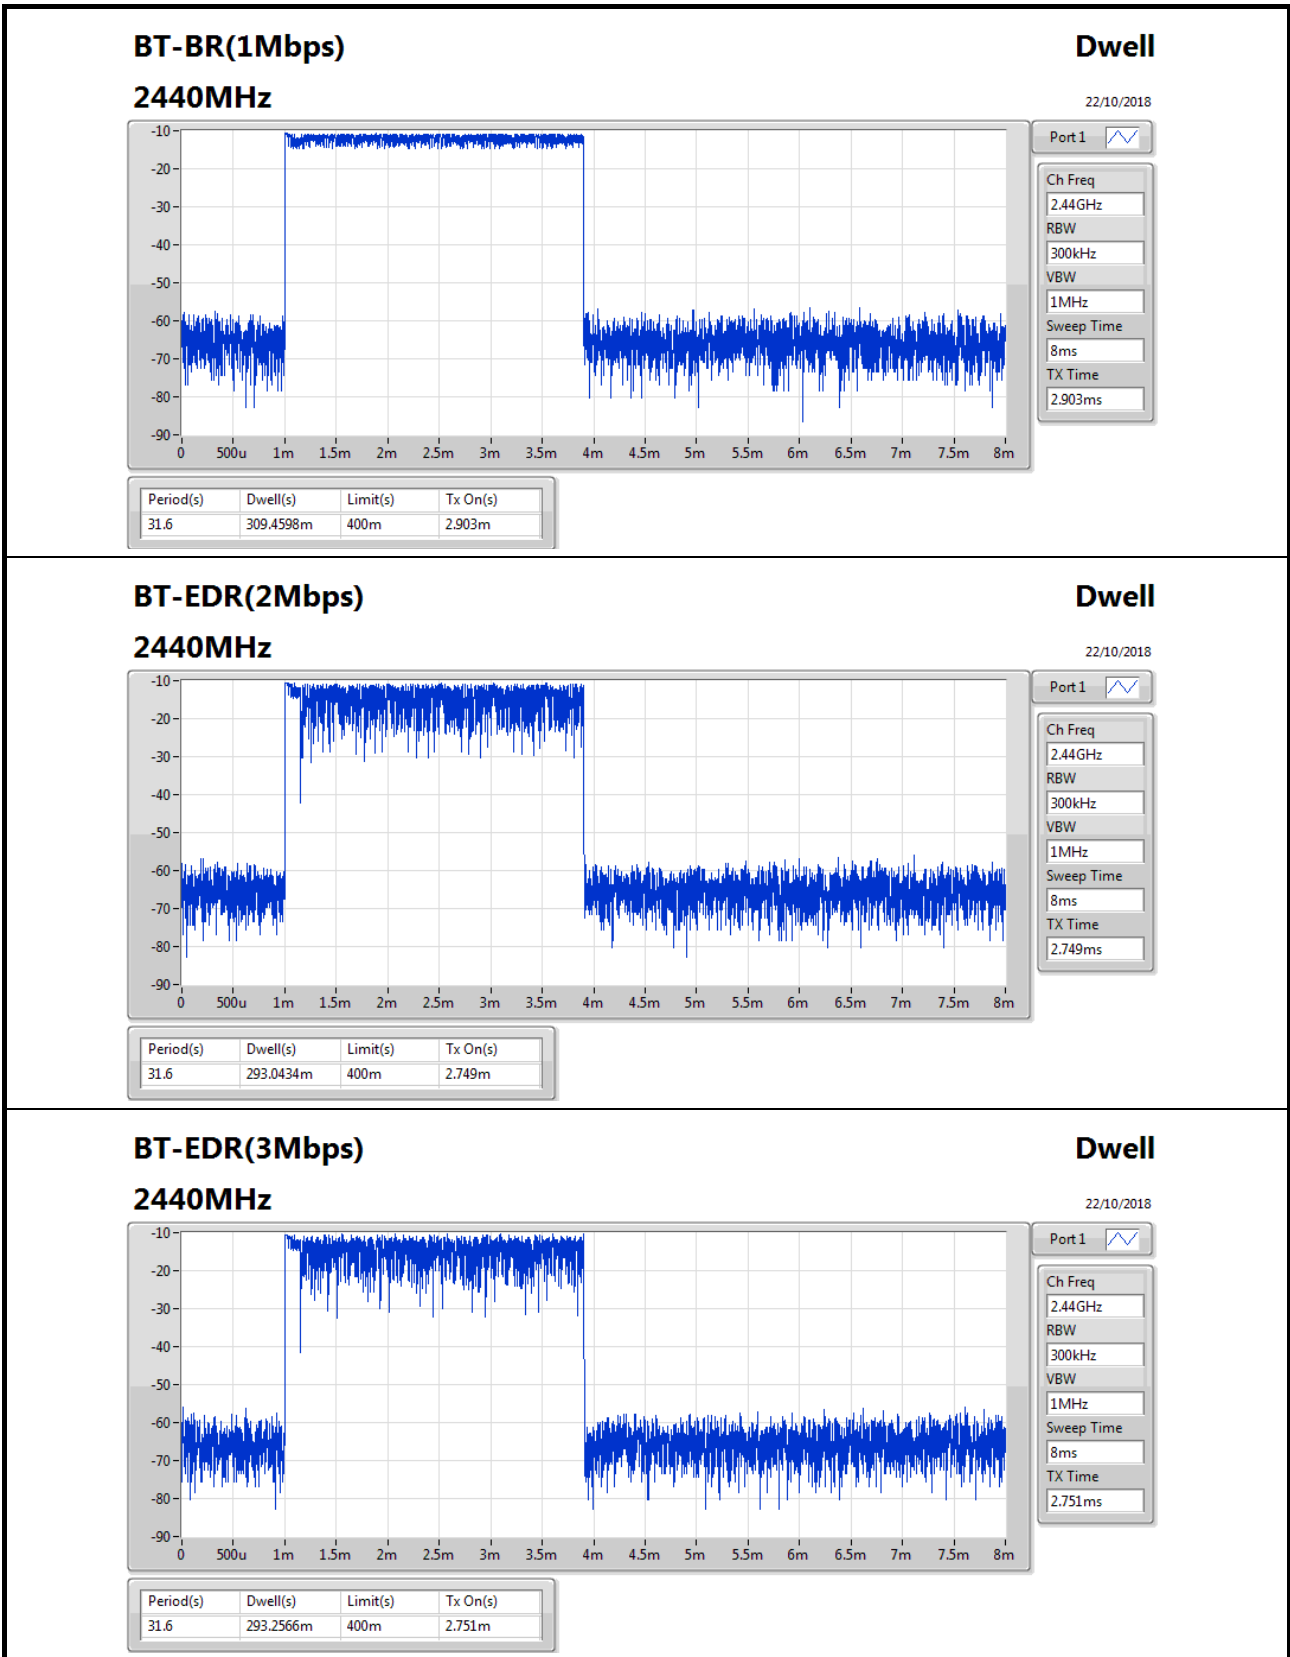 BT-BR(1Mbps) Dwell
2440MHz 22/10/2018
Port 1
-10
-20
-30
-40
-50
-60
-70
-80
-90
0 500u 1m 1.5m 2m 2.5m 3m 3.5m 4m 4.5m 5m 5.5m 6m 6.5m 7m 7.5m 8m
Ch Freq
2.44GHz
RBW
300kHz
VBW
1MHz
Sweep Time
8ms
TX Time
2.903ms
Period(s) Dwell(s) Limit(s) Tx On(s)
31.6 309.4598m 400m 2.903m
BT-EDR(2Mbps) Dwell
2440MHz 22/10/2018
Port 1
-10
-20
-30
-40
-50
-60
-70
-80
-90
0 500u 1m 1.5m 2m 2.5m 3m 3.5m 4m 4.5m 5m 5.5m 6m 6.5m 7m 7.5m 8m
Ch Freq
2.44GHz
RBW
300kHz
VBW
1MHz
Sweep Time
8ms
TX Time
2.749ms
Period(s) Dwell(s) Limit(s) Tx On(s)
31.6 293.0434m 400m 2.749m
BT-EDR(3Mbps) Dwell
2440MHz 22/10/2018
Port 1
-10
-20
-30
-40
-50
-60
-70
-80
-90
0 500u 1m 1.5m 2m 2.5m 3m 3.5m 4m 4.5m 5m 5.5m 6m 6.5m 7m 7.5m 8m
Ch Freq
2.44GHz
RBW
300kHz
VBW
1MHz
Sweep Time
8ms
TX Time
2.751ms
Period(s) Dwell(s) Limit(s) Tx On(s)
31.6 293.2566m 400m 2.751m